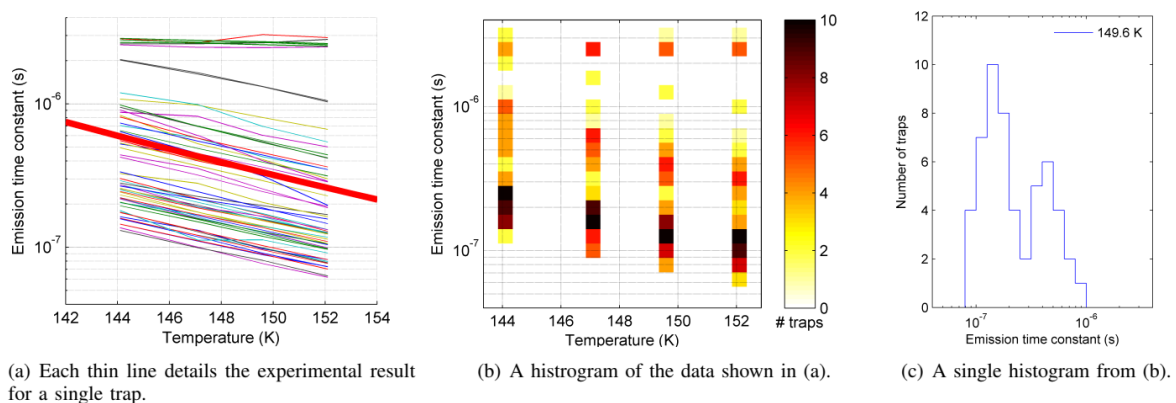 Emission time constant (s)
10⁻⁶
10⁻⁷
142 144 146 148 150 152 154
Temperature (K)
Emission time constant (s)
10⁻⁶
10⁻⁷
144 146 148 150 152
Temperature (K)
10
8
6
4
2
0
# traps
Number of traps
12
10
8
6
4
2
0
149.6 K
10⁻⁷ 10⁻⁶
Emission time constant (s)
(a) Each thin line details the experimental result
for a single trap.
(b) A histrogram of the data shown in (a).
(c) A single histogram from (b).